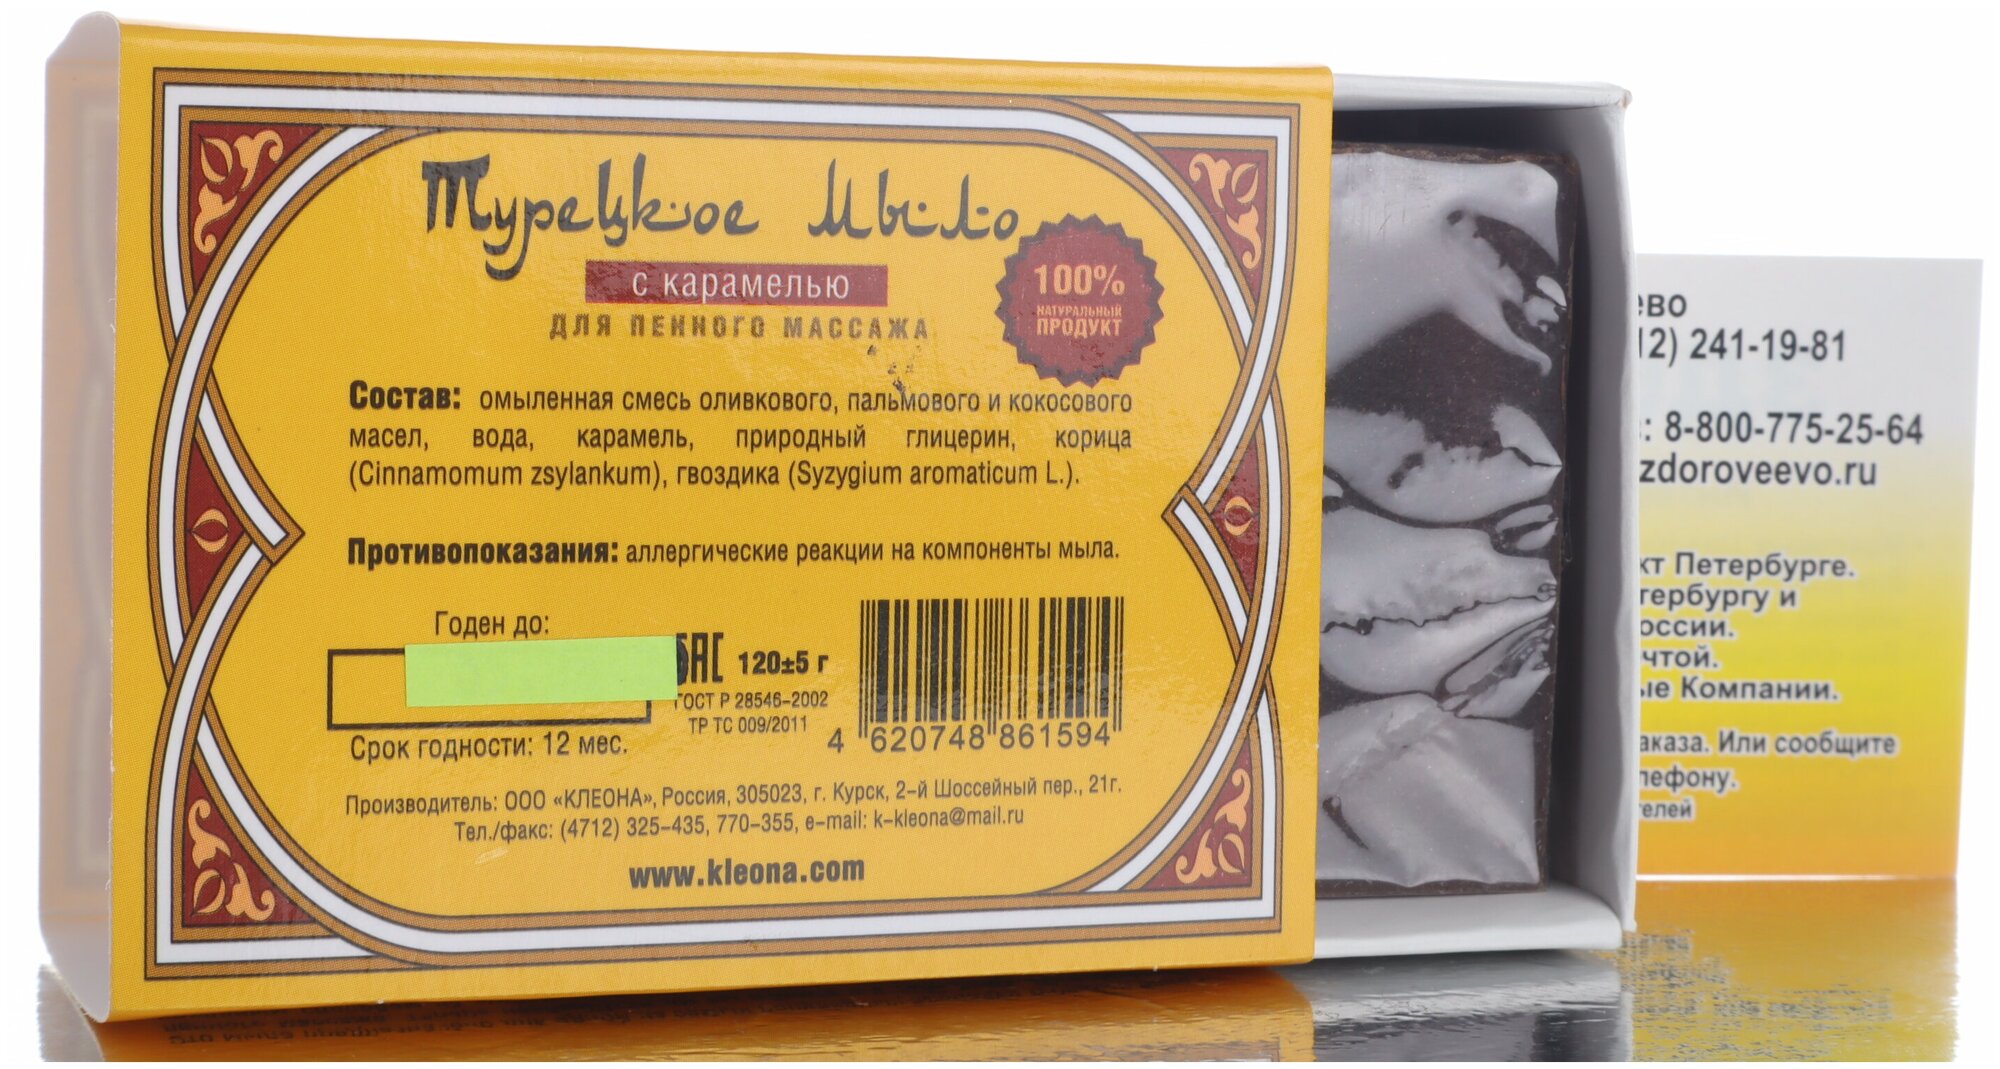 Турецкое мыло
с карамелью
ДЛЯ ПЕННОГО МАССАЖА
100%
НАТУРАЛЬНЫЙ
ПРОДУКТ
Состав: омыленная смесь оливкового, пальмового и кокосового
масел, вода, карамель, природный глицерин, корица
(Cinnamomum zsylankum), гвоздика (Syzygium aromaticum L.).
Противопоказания: аллергические реакции на компоненты мыла.
Годен до:
EAC 120±5 г
ГОСТ Р 28546-2002
ТР ТС 009/2011
Срок годности: 12 мес.
4 620748 861594
Производитель: ООО «КЛЕОНА», Россия, 305023, г. Курск, 2-й Шоссейный пер., 21г.
Тел./факс: (4712) 325-435, 770-355, e-mail: k-kleona@mail.ru
www.kleona.com
ево
12) 241-19-81
: 8-800-775-25-64
zdoroveevo.ru
кт Петербурге.
тербургу и
оссии.
чтой.
ые Компании.
аказа. Или сообщите
лефону.
телей